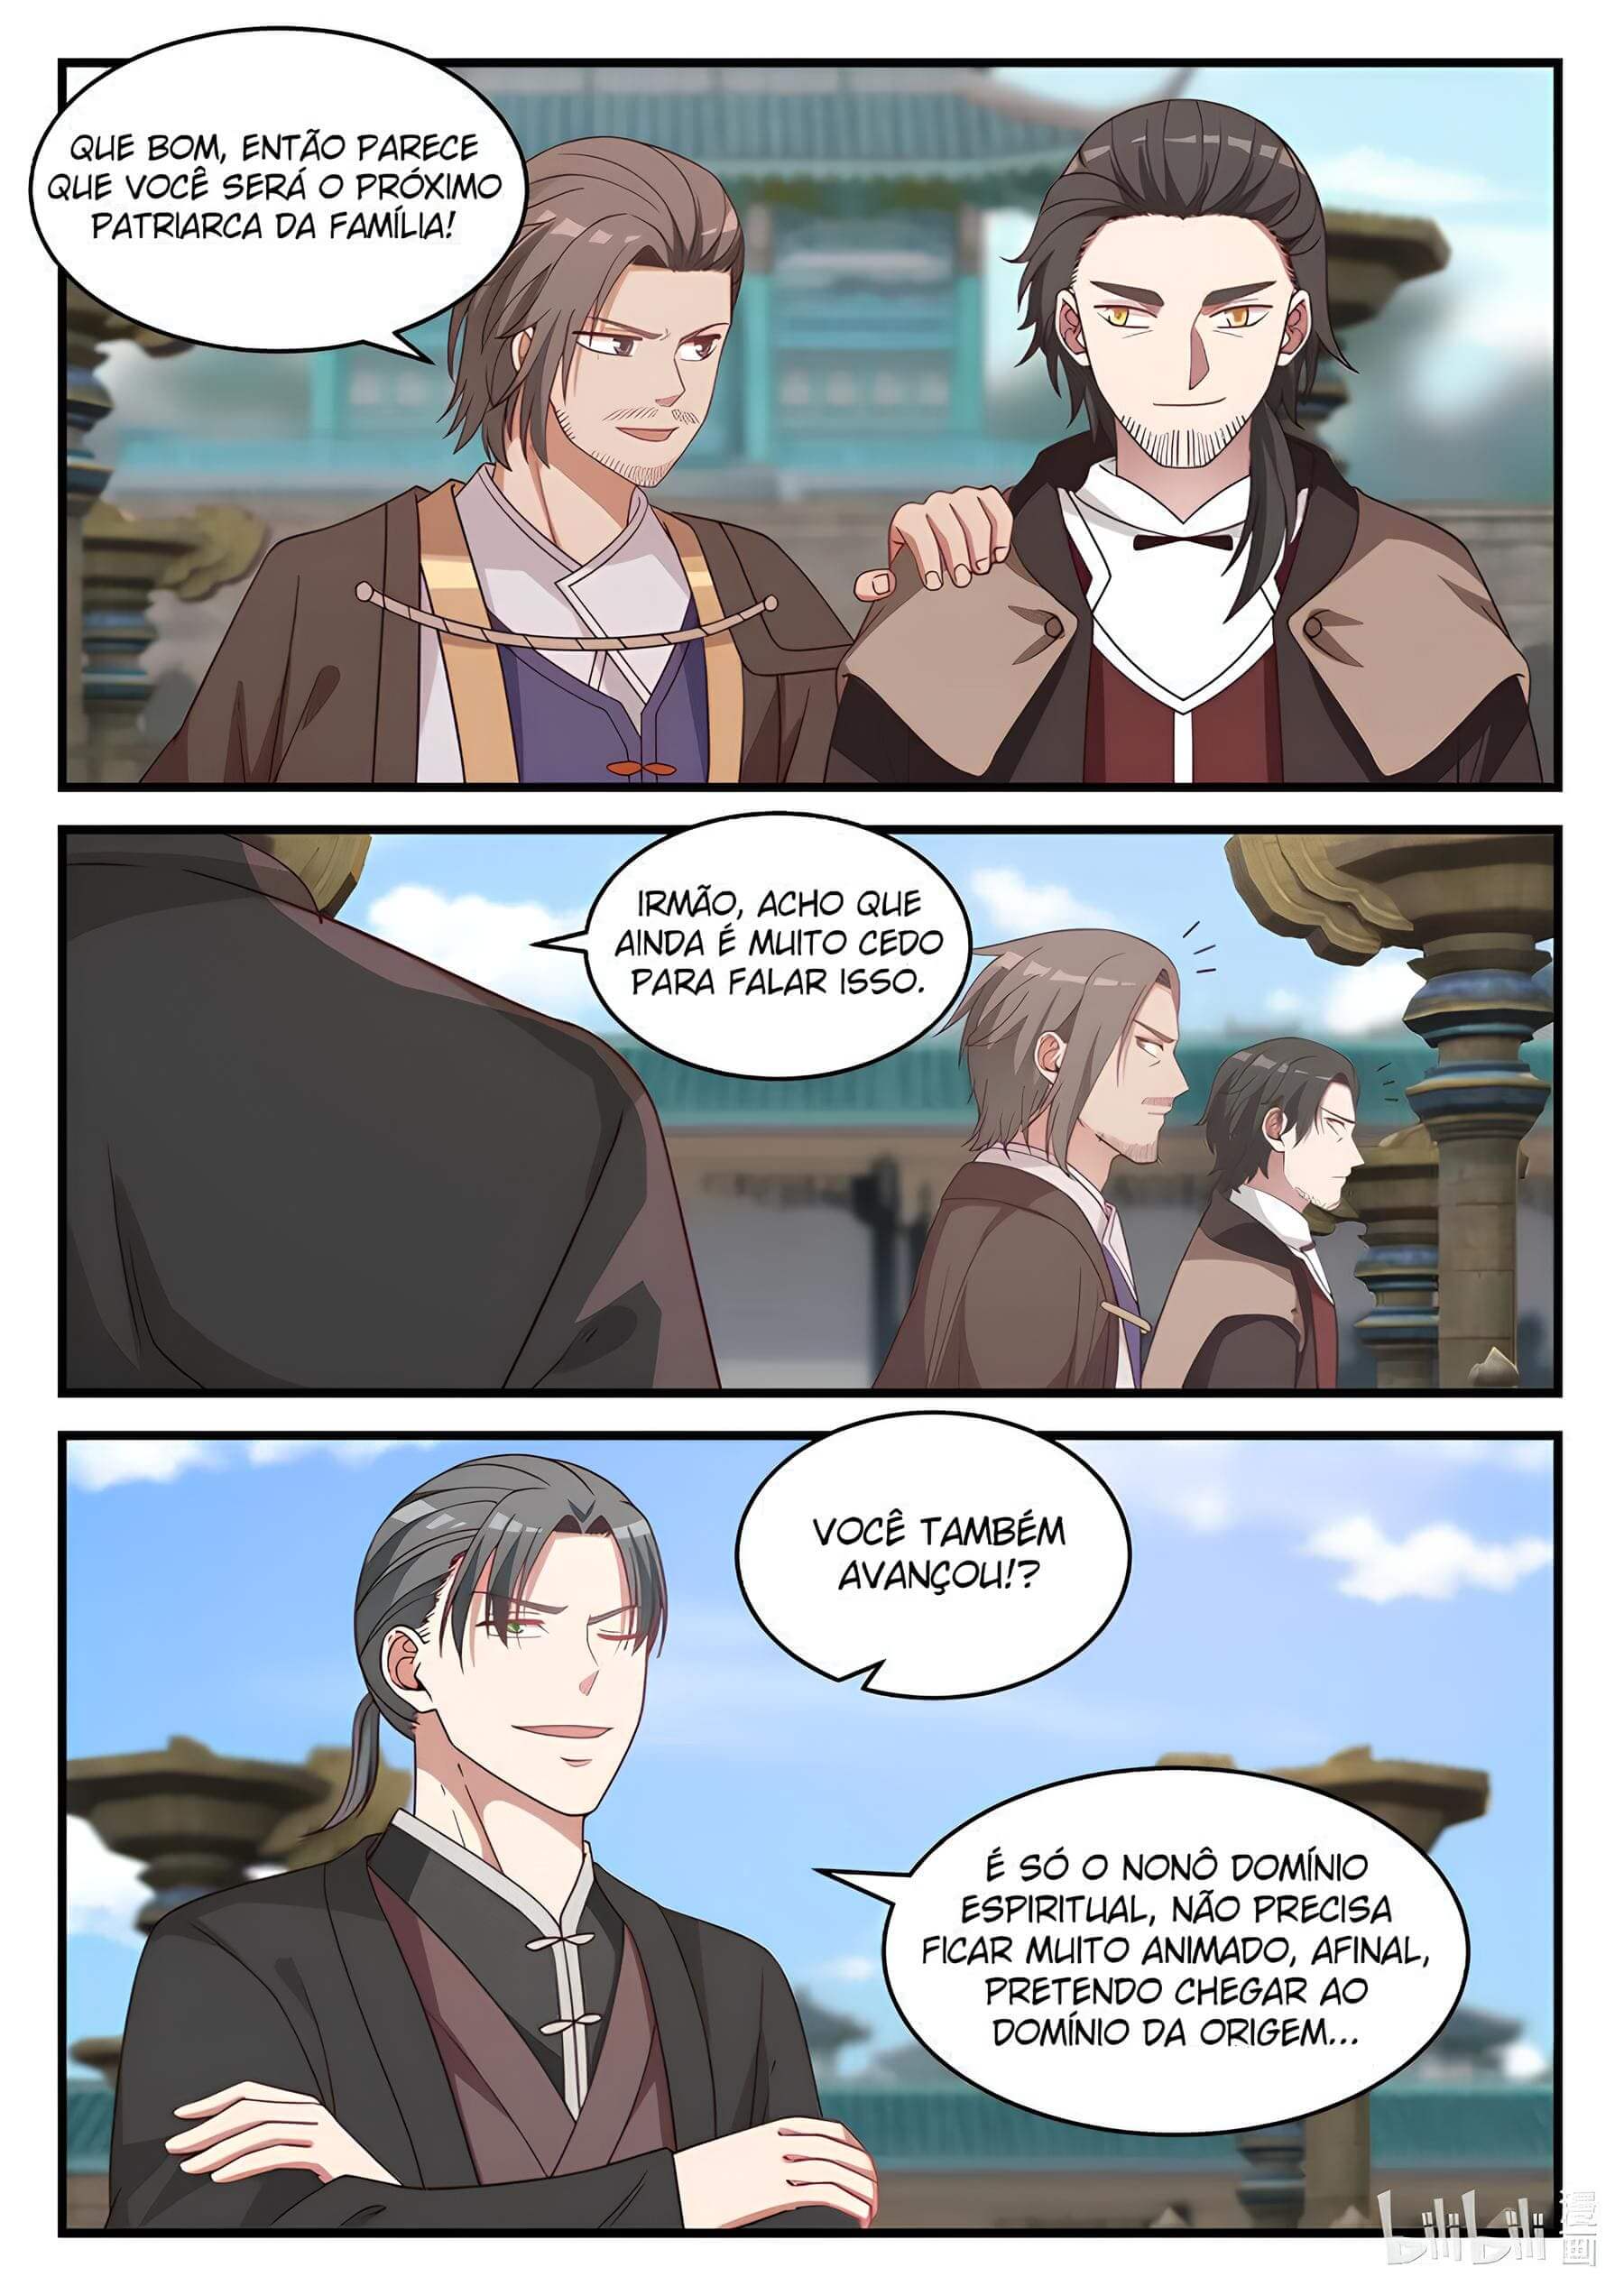 QUE BOM, ENTÃO PARECE
QUE VOCÊ SERÁ O PRÓXIMO
PATRIARCA DA FAMÍLIA!
IRMÃO, ACHO QUE
AINDA É MUITO CEDO
PARA FALAR ISSO.
VOCÊ TAMBÉM
AVANÇOU!?
É SÓ O NONÔ DOMÍNIO
ESPIRITUAL, NÃO PRECISA
FICAR MUITO ANIMADO, AFINAL,
PRETENDO CHEGAR AO
DOMÍNIO DA ORIGEM...
bilibili 漫画